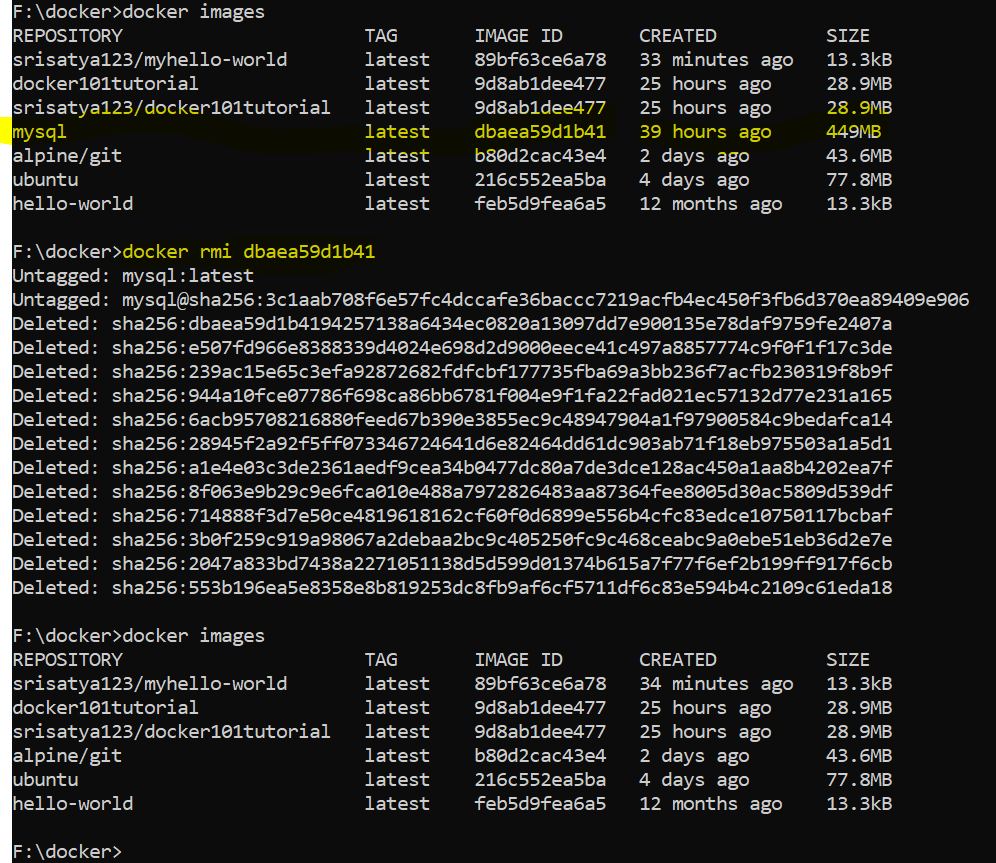 F:\docker>docker images
REPOSITORY TAG IMAGE ID CREATED SIZE
srisatya123/myhello-world latest 89bf63ce6a78 33 minutes ago 13.3kB
docker101tutorial latest 9d8ab1dee477 25 hours ago 28.9MB
srisatya123/docker101tutorial latest 9d8ab1dee477 25 hours ago 28.9MB
mysql latest dbaea59d1b41 39 hours ago 449MB
alpine/git latest b80d2cac43e4 2 days ago 43.6MB
ubuntu latest 216c552ea5ba 4 days ago 77.8MB
hello-world latest feb5d9fea6a5 12 months ago 13.3kB
F:\docker>docker rmi dbaea59d1b41
Untagged: mysql:latest
Untagged: mysql@sha256:3c1aab708f6e57fc4dccafe36baccc7219acfb4ec450f3fb6d370ea89409e906
Deleted: sha256:dbaea59d1b4194257138a6434ec0820a13097dd7e900135e78daf9759fe2407a
Deleted: sha256:e507fd966e8388339d4024e698d2d9000eece41c497a8857774c9f0f1f17c3de
Deleted: sha256:239ac15e65c3efa92872682fdfcbf177735fba69a3bb236f7acfb230319f8b9f
Deleted: sha256:944a10fce07786f698ca86bb6781f004e9f1fa22fad021ec57132d77e231a165
Deleted: sha256:6acb95708216880feed67b390e3855ec9c48947904a1f97900584c9bedafca14
Deleted: sha256:28945f2a92f5ff073346724641d6e82464dd61dc903ab71f18eb975503a1a5d1
Deleted: sha256:a1e4e03c3de2361aedf9cea34b0477dc80a7de3dce128ac450a1aa8b4202ea7f
Deleted: sha256:8f063e9b29c9e6fca010e488a7972826483aa87364fee8005d30ac5809d539df
Deleted: sha256:714888f3d7e50ce4819618162cf60f0d6899e556b4cfc83edce10750117bcbaf
Deleted: sha256:3b0f259c919a98067a2debaa2bc9c405250fc9c468ceabc9a0ebe51eb36d2e7e
Deleted: sha256:2047a833bd7438a2271051138d5d599d01374b615a7f77f6ef2b199ff917f6cb
Deleted: sha256:553b196ea5e8358e8b819253dc8fb9af6cf5711df6c83e594b4c2109c61eda18
F:\docker>docker images
REPOSITORY TAG IMAGE ID CREATED SIZE
srisatya123/myhello-world latest 89bf63ce6a78 34 minutes ago 13.3kB
docker101tutorial latest 9d8ab1dee477 25 hours ago 28.9MB
srisatya123/docker101tutorial latest 9d8ab1dee477 25 hours ago 28.9MB
alpine/git latest b80d2cac43e4 2 days ago 43.6MB
ubuntu latest 216c552ea5ba 4 days ago 77.8MB
hello-world latest feb5d9fea6a5 12 months ago 13.3kB
F:\docker>